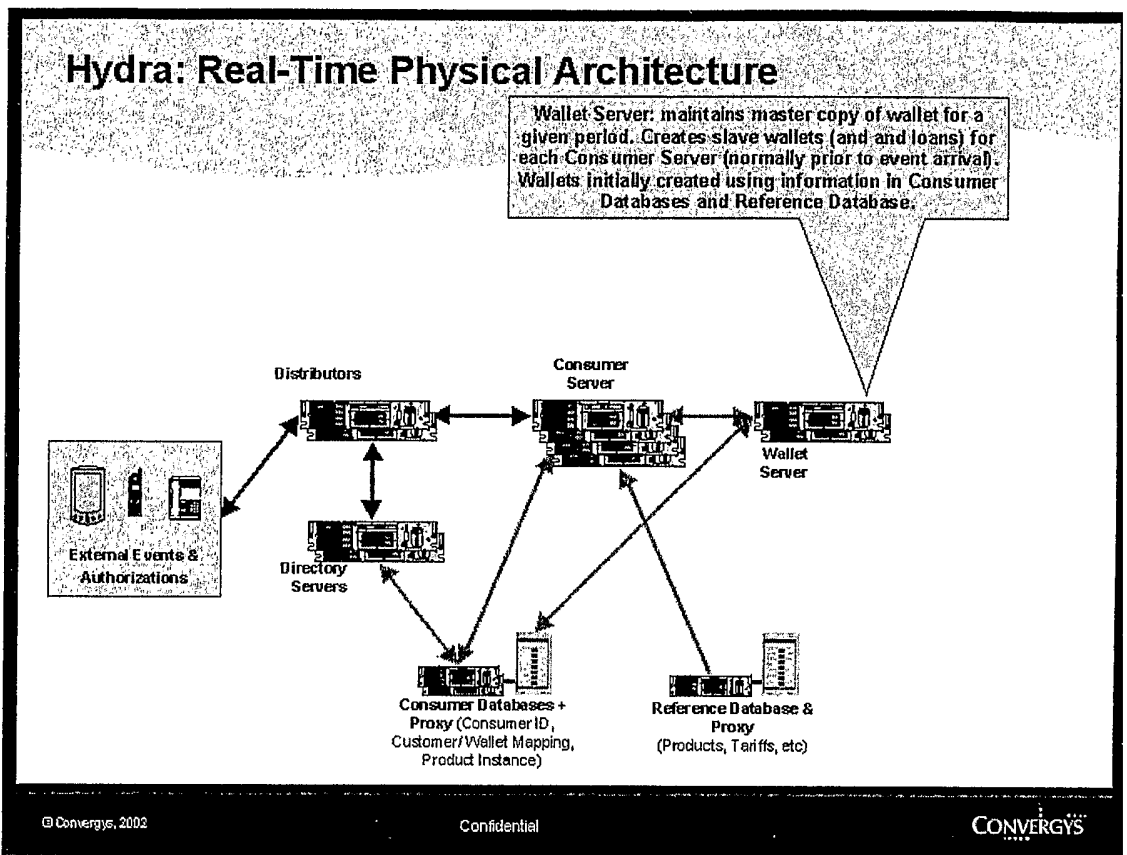 Hydra: Real-Time Physical Architecture
Wallet Server: maintains master copy of wallet for a
given period. Creates slave wallets (and and loans) for
each Consumer Server (normally prior to event arrival).
Wallets initially created using information in Consumer
Databases and Reference Database.
Distributors
Consumer
Server
Wallet
Server
External Events &
Authorizations
Directory
Servers
Consumer Databases +
Proxy (Consumer ID,
Customer/Wallet Mapping,
Product Instance)
Reference Database &
Proxy
(Products, Tariffs, etc)
© Convergys, 2002
Confidential
CONVERGYS